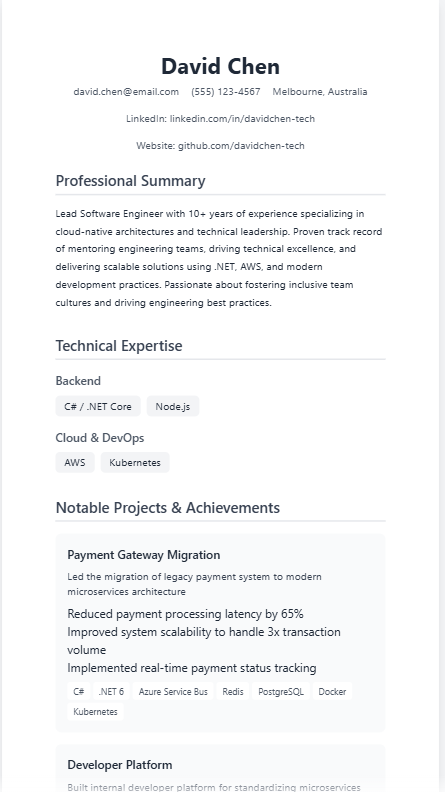 David Chen
david.chen@email.com (555) 123-4567 Melbourne, Australia
LinkedIn: linkedin.com/in/davidchen-tech
Website: github.com/davidchen-tech
Professional Summary
Lead Software Engineer with 10+ years of experience specializing in
cloud-native architectures and technical leadership. Proven track record
of mentoring engineering teams, driving technical excellence, and
delivering scalable solutions using .NET, AWS, and modern
development practices. Passionate about fostering inclusive team
cultures and driving engineering best practices.
Technical Expertise
Backend
C# / .NET Core Node.js
Cloud & DevOps
AWS Kubernetes
Notable Projects & Achievements
Payment Gateway Migration
Led the migration of legacy payment system to modern
microservices architecture
Reduced payment processing latency by 65%
Improved system scalability to handle 3x transaction
volume
Implemented real-time payment status tracking
C# .NET 6 Azure Service Bus Redis PostgreSQL Docker
Kubernetes
Developer Platform
Built internal developer platform for standardizing microservices